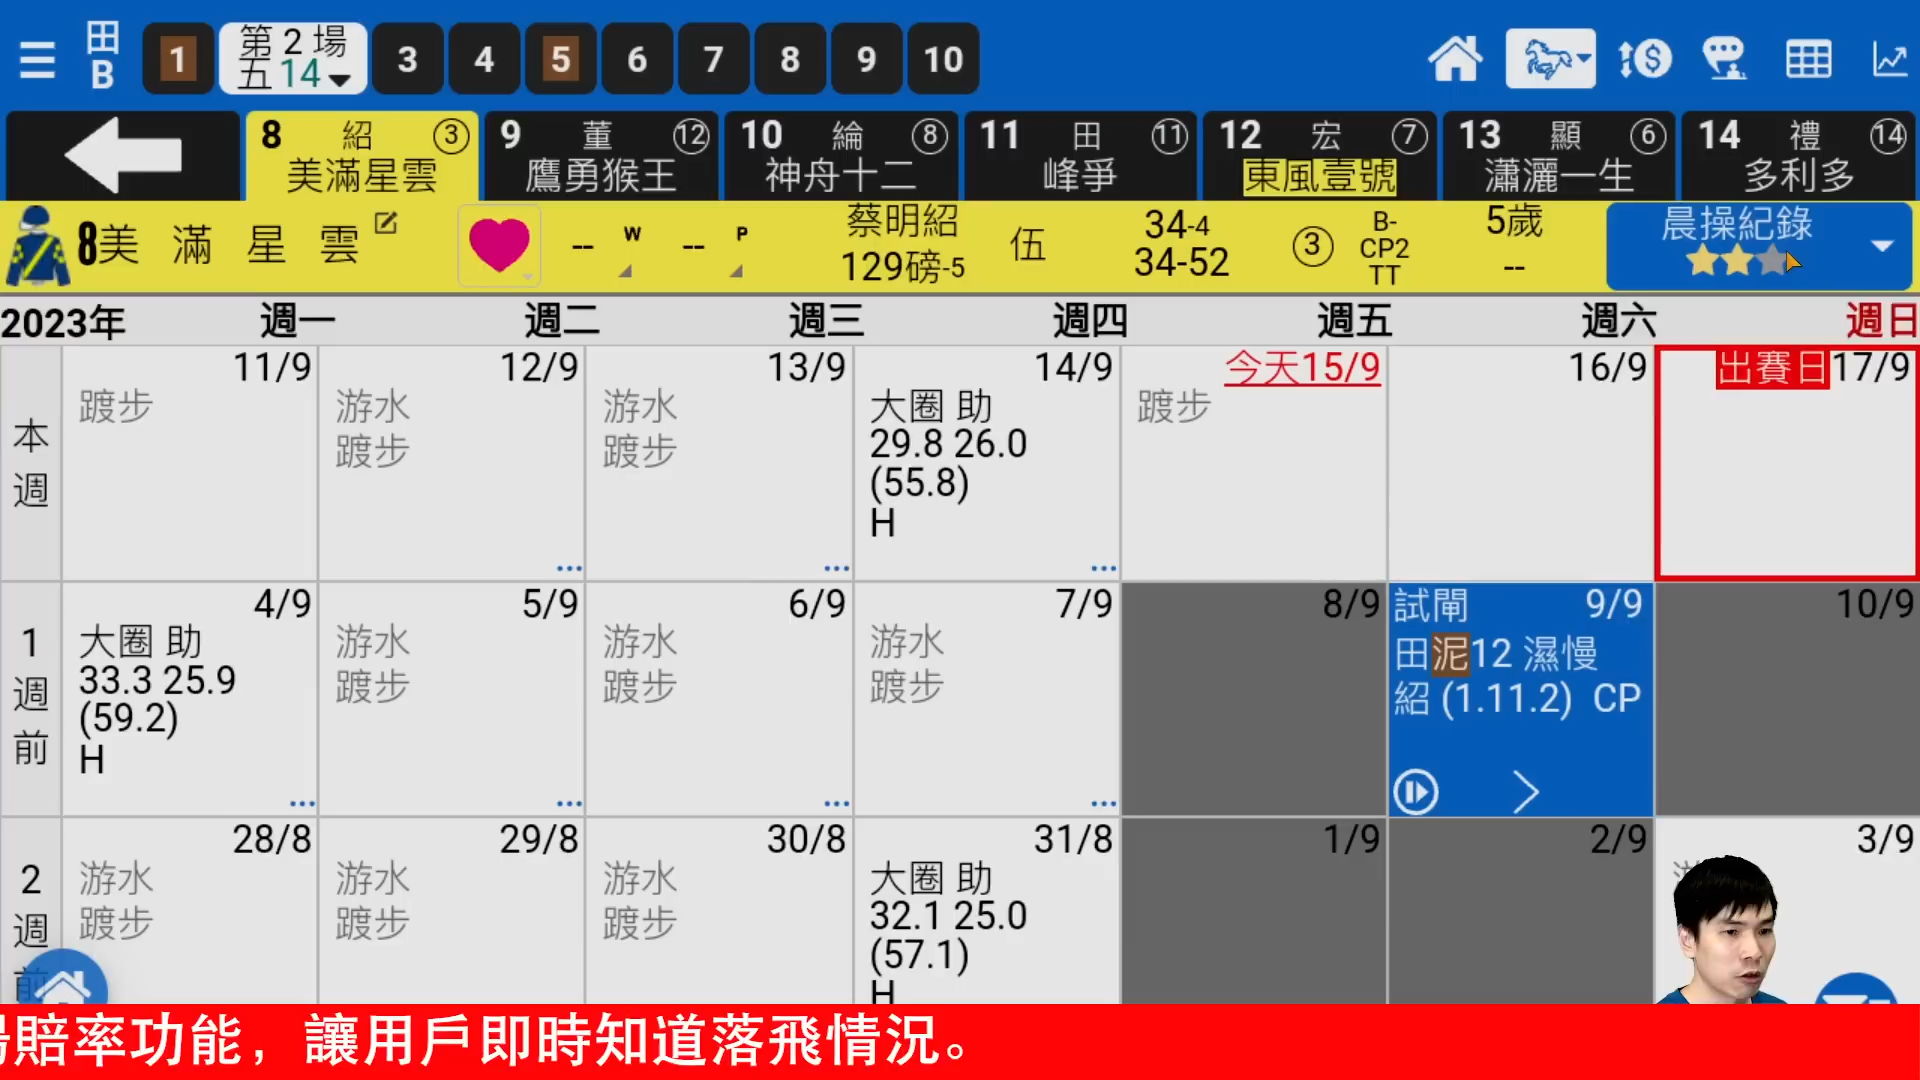 田
B
1
第2場
五14
3
4
5
6
7
8
9
10
8 紹 3
美滿星雲
9 董 12
鷹勇猴王
10 綸 8
神舟十二
11 田 11
峰爭
12 宏 7
東風壹號
13 顯 6
瀟灑一生
14 禮 14
多利多
8美滿星雲
-- W -- P
蔡明紹
129磅-5
伍
34-4
34-52
3
B-
CP2
TT
5歲
--
晨操紀錄
2023年 週一 週二 週三 週四 週五 週六 週日
本週
11/9
踱步
12/9
游水
踱步
...
13/9
游水
踱步
...
14/9
大圈 助
29.8 26.0
(55.8)
H
...
今天15/9
踱步
16/9
出賽日17/9
1週前
4/9
大圈 助
33.3 25.9
(59.2)
H
...
5/9
游水
踱步
...
6/9
游水
踱步
...
7/9
游水
踱步
...
8/9
試閘 9/9
田泥12 濕慢
紹 (1.11.2) CP
10/9
2週前
28/8
游水
踱步
29/8
游水
踱步
30/8
游水
踱步
31/8
大圈 助
32.1 25.0
(57.1)
H
1/9
2/9
3/9
賠率功能，讓用戶即時知道落飛情況。